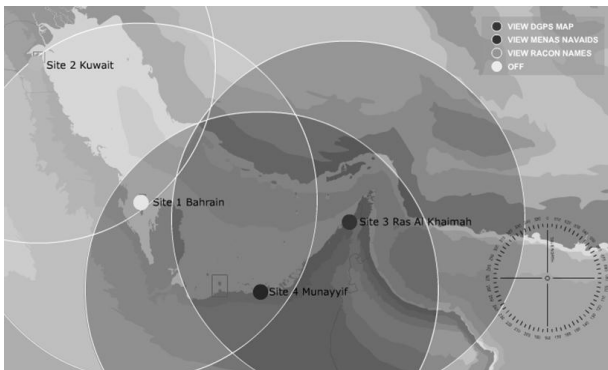 VIEW DGPS MAP
VIEW MENAS NAVAIDS
VIEW RACON NAMES
OFF
Site 2 Kuwait
Site 1 Bahrain
Site 3 Ras Al Khaimah
Site 4 Munayyif